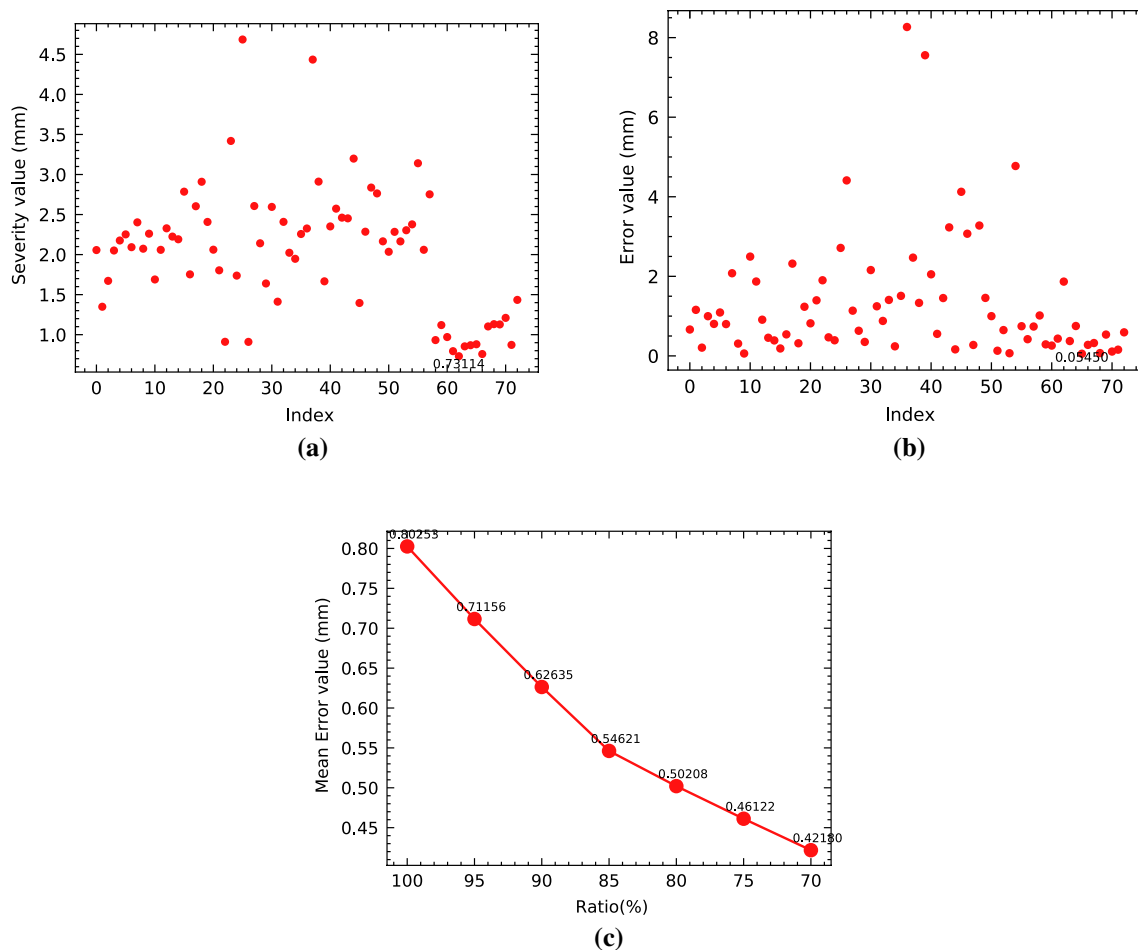 4.5
4.0
3.5
3.0
2.5
2.0
1.5
1.0
Severity value (mm)
0.73114
0 10 20 30 40 50 60 70
Index
(a)
8
6
4
2
0
Error value (mm)
0.05450
0 10 20 30 40 50 60 70
Index
(b)
0.80
0.75
0.70
0.65
0.60
0.55
0.50
0.45
Mean Error value (mm)
0.80253
0.71156
0.62635
0.54621
0.50208
0.46122
0.42180
100 95 90 85 80 75 70
Ratio(%)
(c)